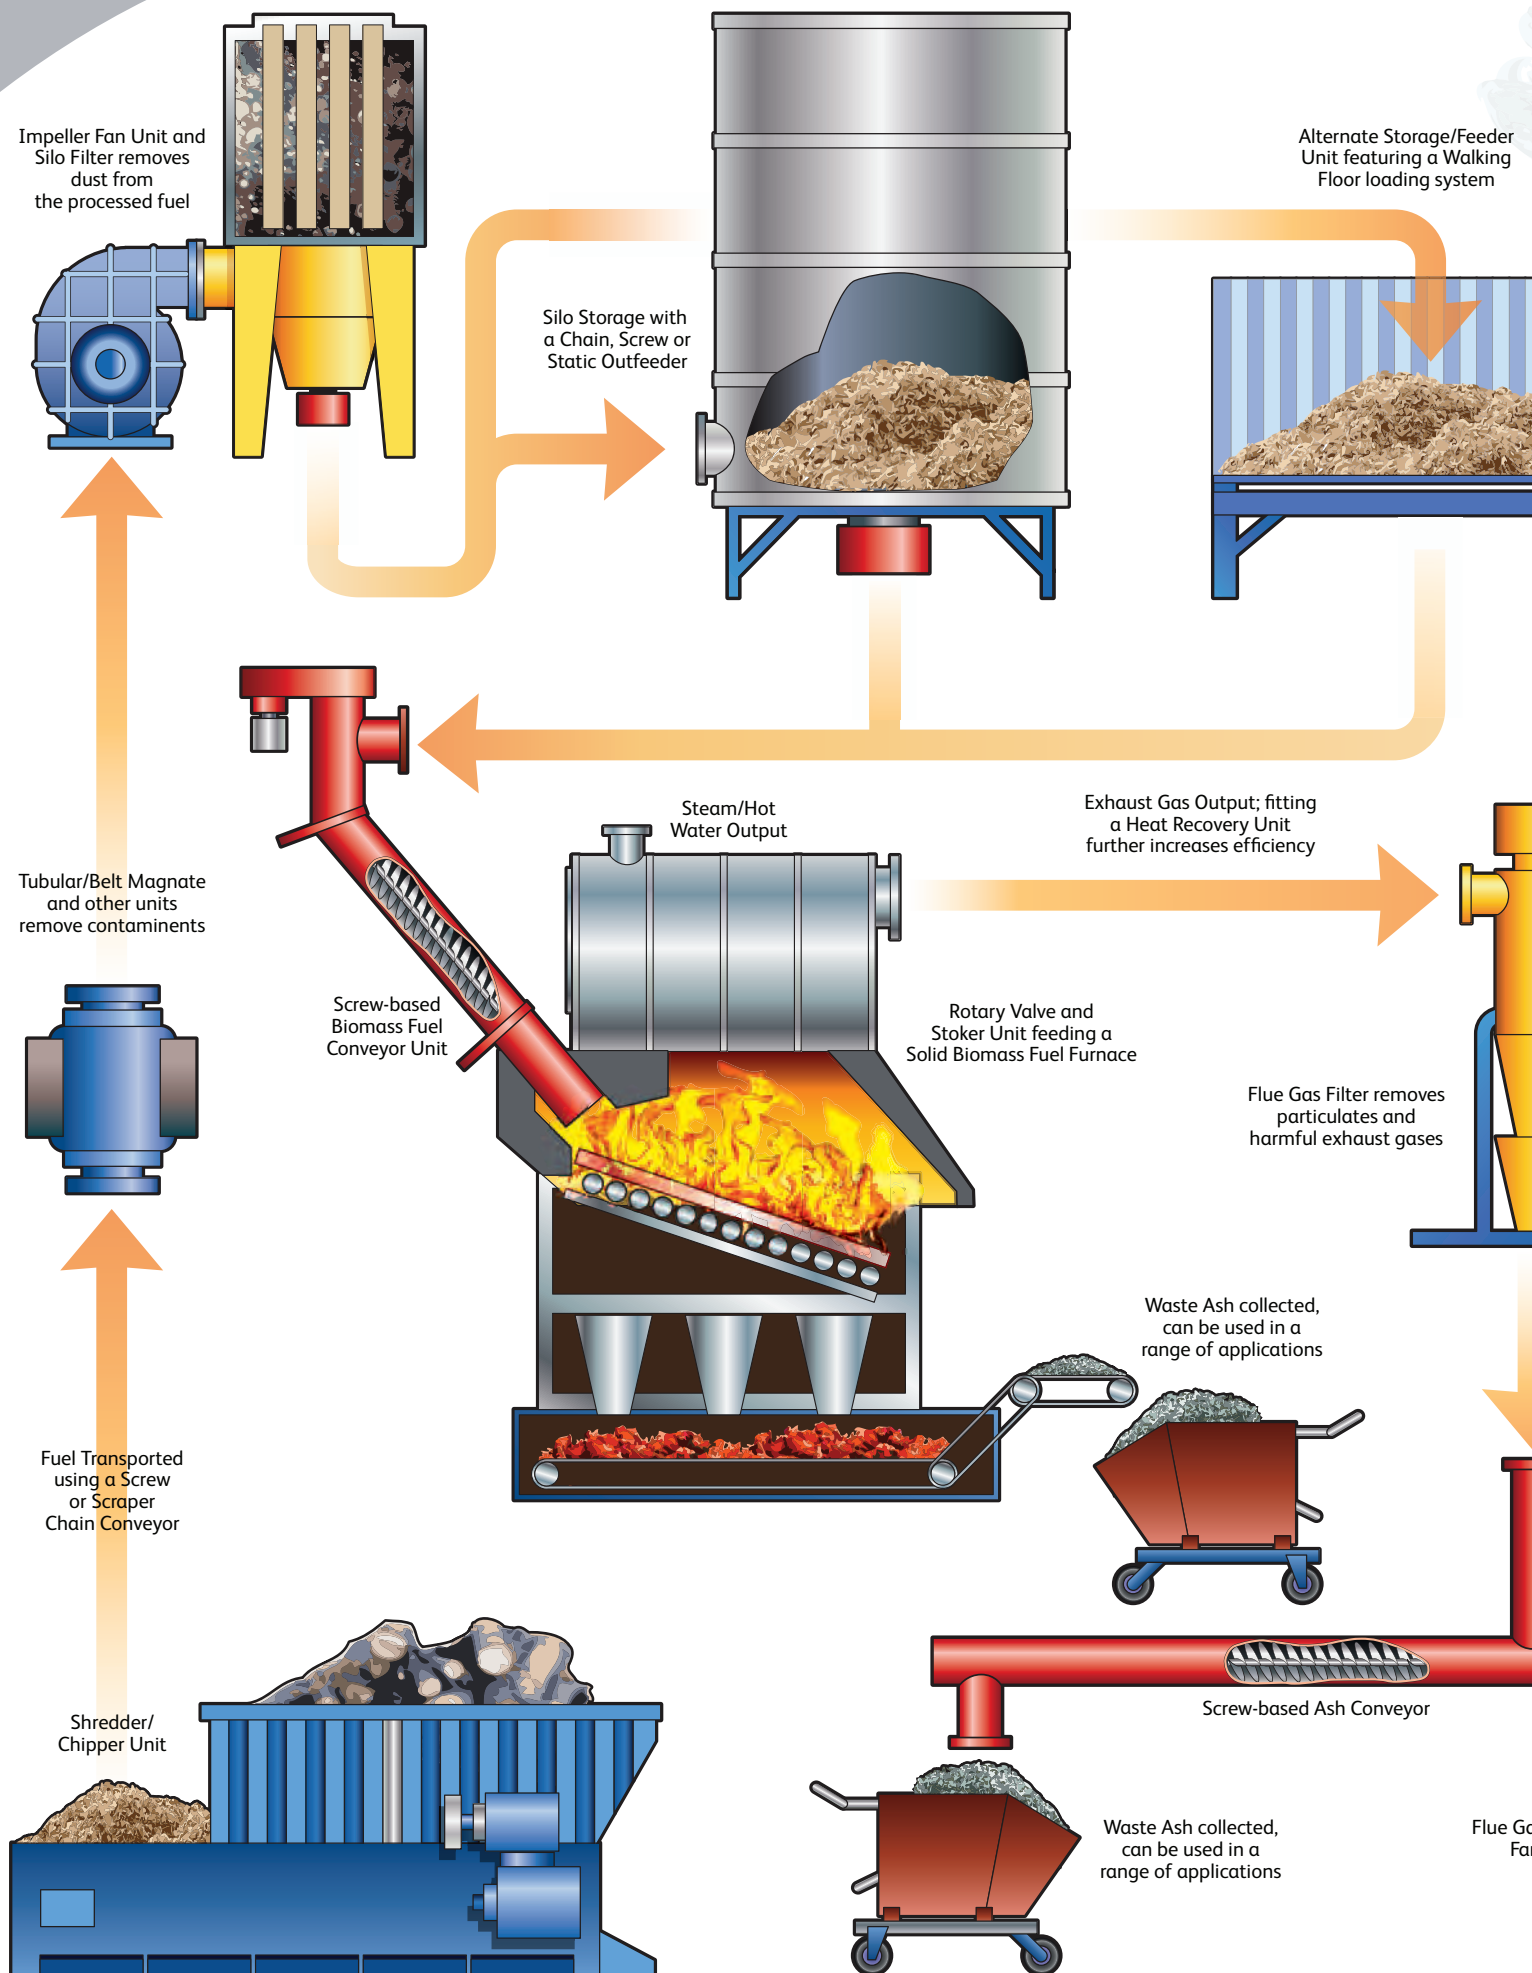 Impeller Fan Unit and
Silo Filter removes
dust from
the processed fuel
Alternate Storage/Feeder
Unit featuring a Walking
Floor loading system
Silo Storage with
a Chain, Screw or
Static Outfeeder
Steam/Hot
Water Output
Exhaust Gas Output; fitting
a Heat Recovery Unit
further increases efficiency
Tubular/Belt Magnate
and other units
remove contaminents
Screw-based
Biomass Fuel
Conveyor Unit
Rotary Valve and
Stoker Unit feeding a
Solid Biomass Fuel Furnace
Flue Gas Filter removes
particulates and
harmful exhaust gases
Waste Ash collected,
can be used in a
range of applications
Fuel Transported
using a Screw
or Scraper
Chain Conveyor
Screw-based Ash Conveyor
Shredder/
Chipper Unit
Waste Ash collected,
can be used in a
range of applications
Flue